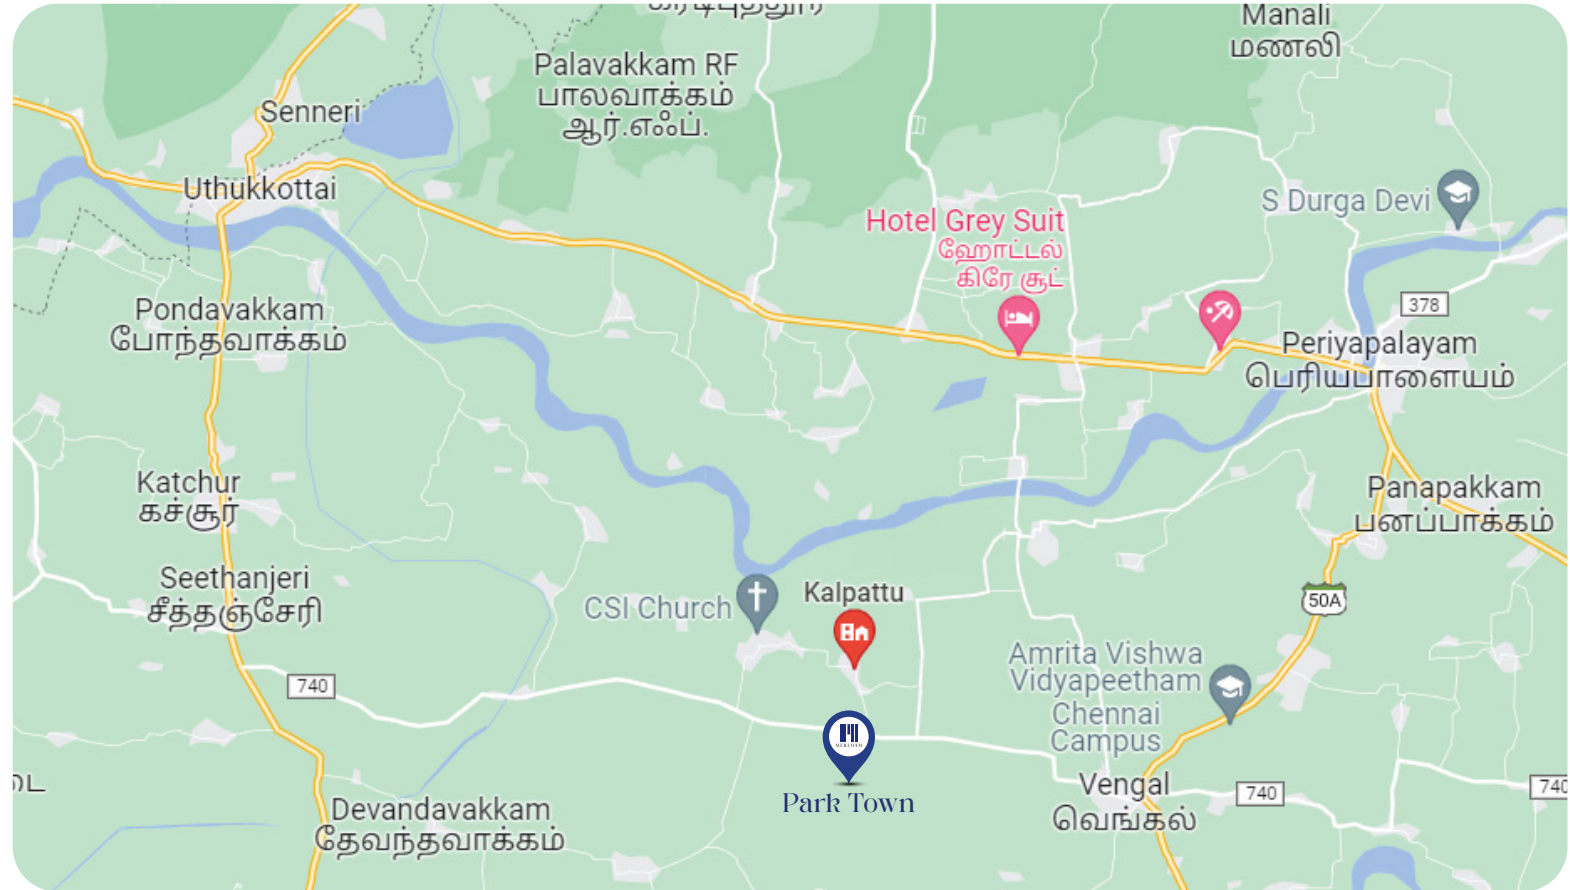 Manali
மணலி
Palavakkam RF
பாலவாக்கம்
ஆர்.எஃப்.
Senneri
Uthukkottai
S Durga Devi
Hotel Grey Suit
ஹோட்டல்
கிரே சூட்
Pondavakkam
போந்தவாக்கம்
378
Periyapalayam
பெரியபாளையம்
Katchur
கச்சூர்
Panapakkam
பனப்பாக்கம்
Seethanjeri
சீத்தஞ்சேரி
CSI Church
Kalpattu
50A
Amrita Vishwa
Vidyapeetham
Chennai
Campus
740
Park Town
Vengal
வெங்கல்
740
740
Devandavakkam
தேவந்தவாக்கம்